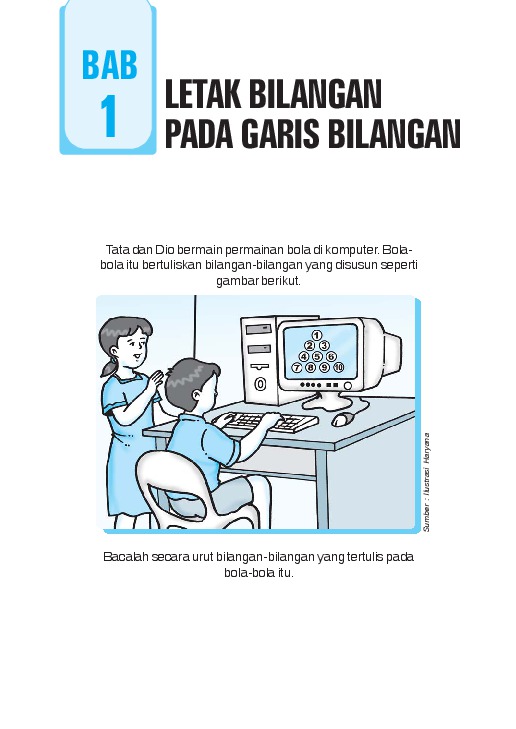 BAB
1
LETAK BILANGAN
PADA GARIS BILANGAN
Tata dan Dio bermain permainan bola di komputer. Bola-
bola itu bertuliskan bilangan-bilangan yang disusun seperti
gambar berikut.
1
2 3
4 5 6
7 8 9 10
Sumber : Ilustrasi Haryana
Bacalah secara urut bilangan-bilangan yang tertulis pada
bola-bola itu.